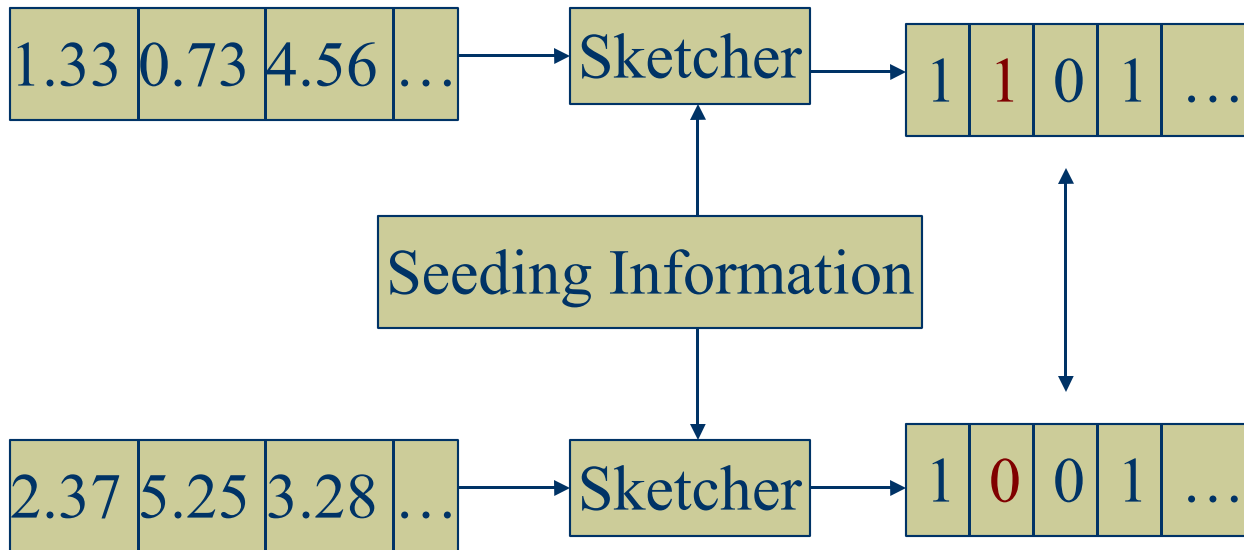 1.33 0.73 4.56 …
Sketcher
1 1 0 1 …
Seeding Information
2.37 5.25 3.28 …
Sketcher
1 0 0 1 …